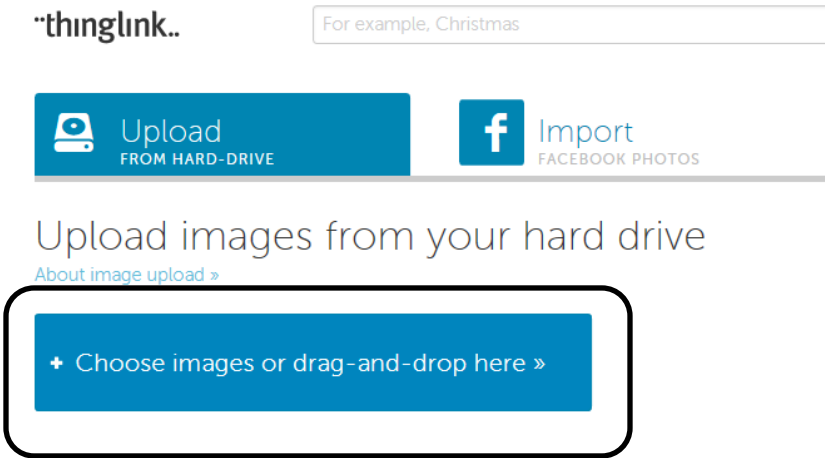 ¨thınglınk..
For example, Christmas
Upload
FROM HARD-DRIVE
f Import
FACEBOOK PHOTOS
Upload images from your hard drive
About image upload »
+ Choose images or drag-and-drop here »